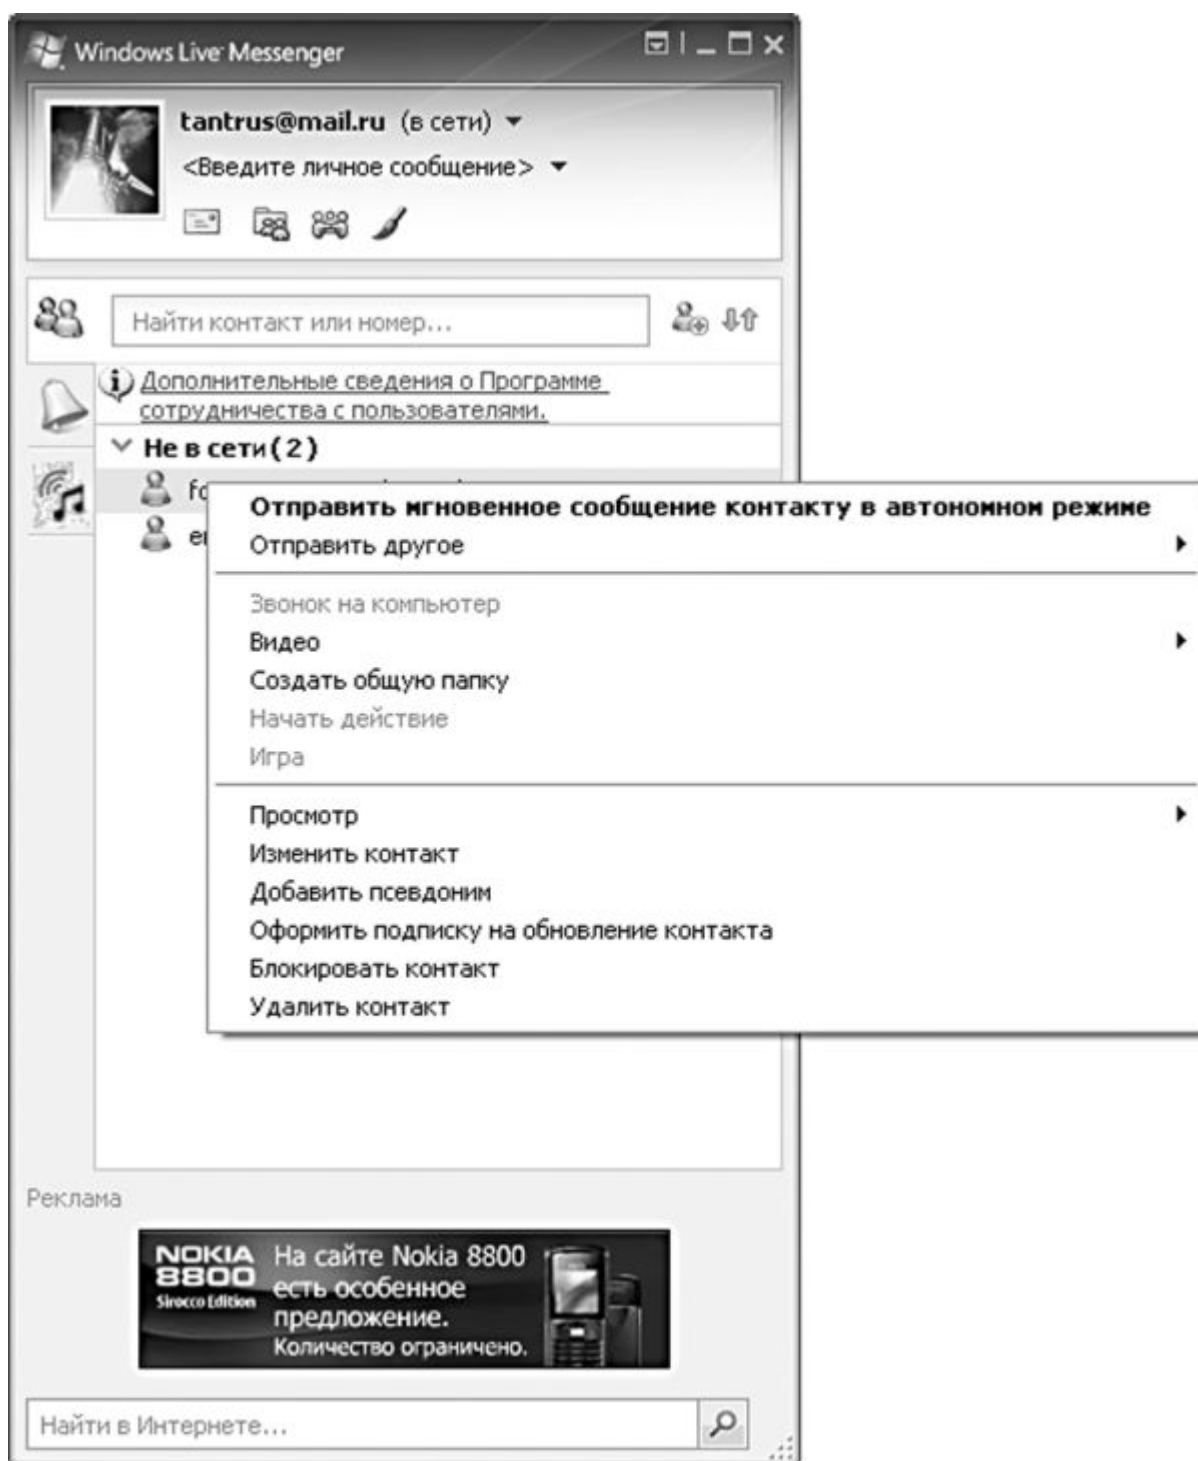 Windows Live Messenger
tantrus@mail.ru (в сети)
<Введите личное сообщение>
Найти контакт или номер...
Дополнительные сведения о Программе
сотрудничества с пользователями.
Не в сети(2)
Отправить мгновенное сообщение контакту в автономном режиме
Отправить другое
Звонок на компьютер
Видео
Создать общую папку
Начать действие
Игра
Просмотр
Изменить контакт
Добавить псевдоним
Оформить подписку на обновление контакта
Блокировать контакт
Удалить контакт
Реклама
NOKIA
8800
Sirocco Edition
На сайте Nokia 8800
есть особенное
предложение.
Количество ограничено.
Найти в Интернете...